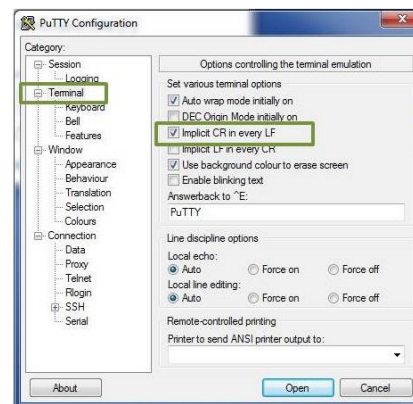 PuTTY Configuration
Category:
Session
Logging
Terminal
Keyboard
Bell
Features
Window
Appearance
Behaviour
Translation
Selection
Colours
Connection
Data
Proxy
Telnet
Rlogin
SSH
Serial
Options controlling the terminal emulation
Set various terminal options
Auto wrap mode initially on
DEC Origin Mode initially on
Implicit CR in every LF
Implicit LF in every CR
Use background colour to erase screen
Enable blinking text
Answerback to ^E:
PuTTY
Line discipline options
Local echo:
Auto Force on Force off
Local line editing:
Auto Force on Force off
Remote-controlled printing
Printer to send ANSI printer output to:
About Open Cancel